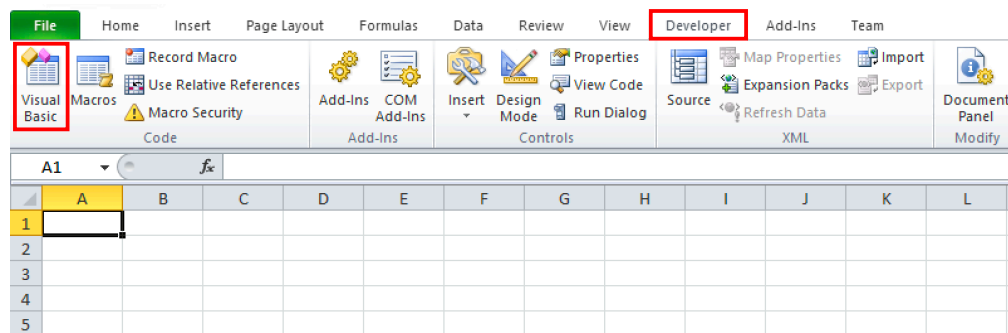 File Home Insert Page Layout Formulas Data Review View Developer Add-Ins Team
Visual Basic
Macros
Record Macro
Use Relative References
Macro Security
Code
Add-Ins
COM Add-Ins
Add-Ins
Insert
Design Mode
Properties
View Code
Run Dialog
Controls
Source
Map Properties
Expansion Packs
Refresh Data
Import
Export
XML
Document Panel
Modify
A1 fx
A B C D E F G H I J K L
1
2
3
4
5